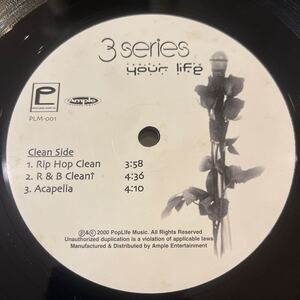 3 series
your life
P
Ample
PLM-001
Clean Side
1. Rip Hop Clean 3:58
2. R & B Clean† 4:36
3. Acapella 4:10
℗&© 2000 PopLife Music. All Rights Reserved
Unauthorized duplication is a violation of applicable laws
Manufactured & Distributed by Ample Entertainment